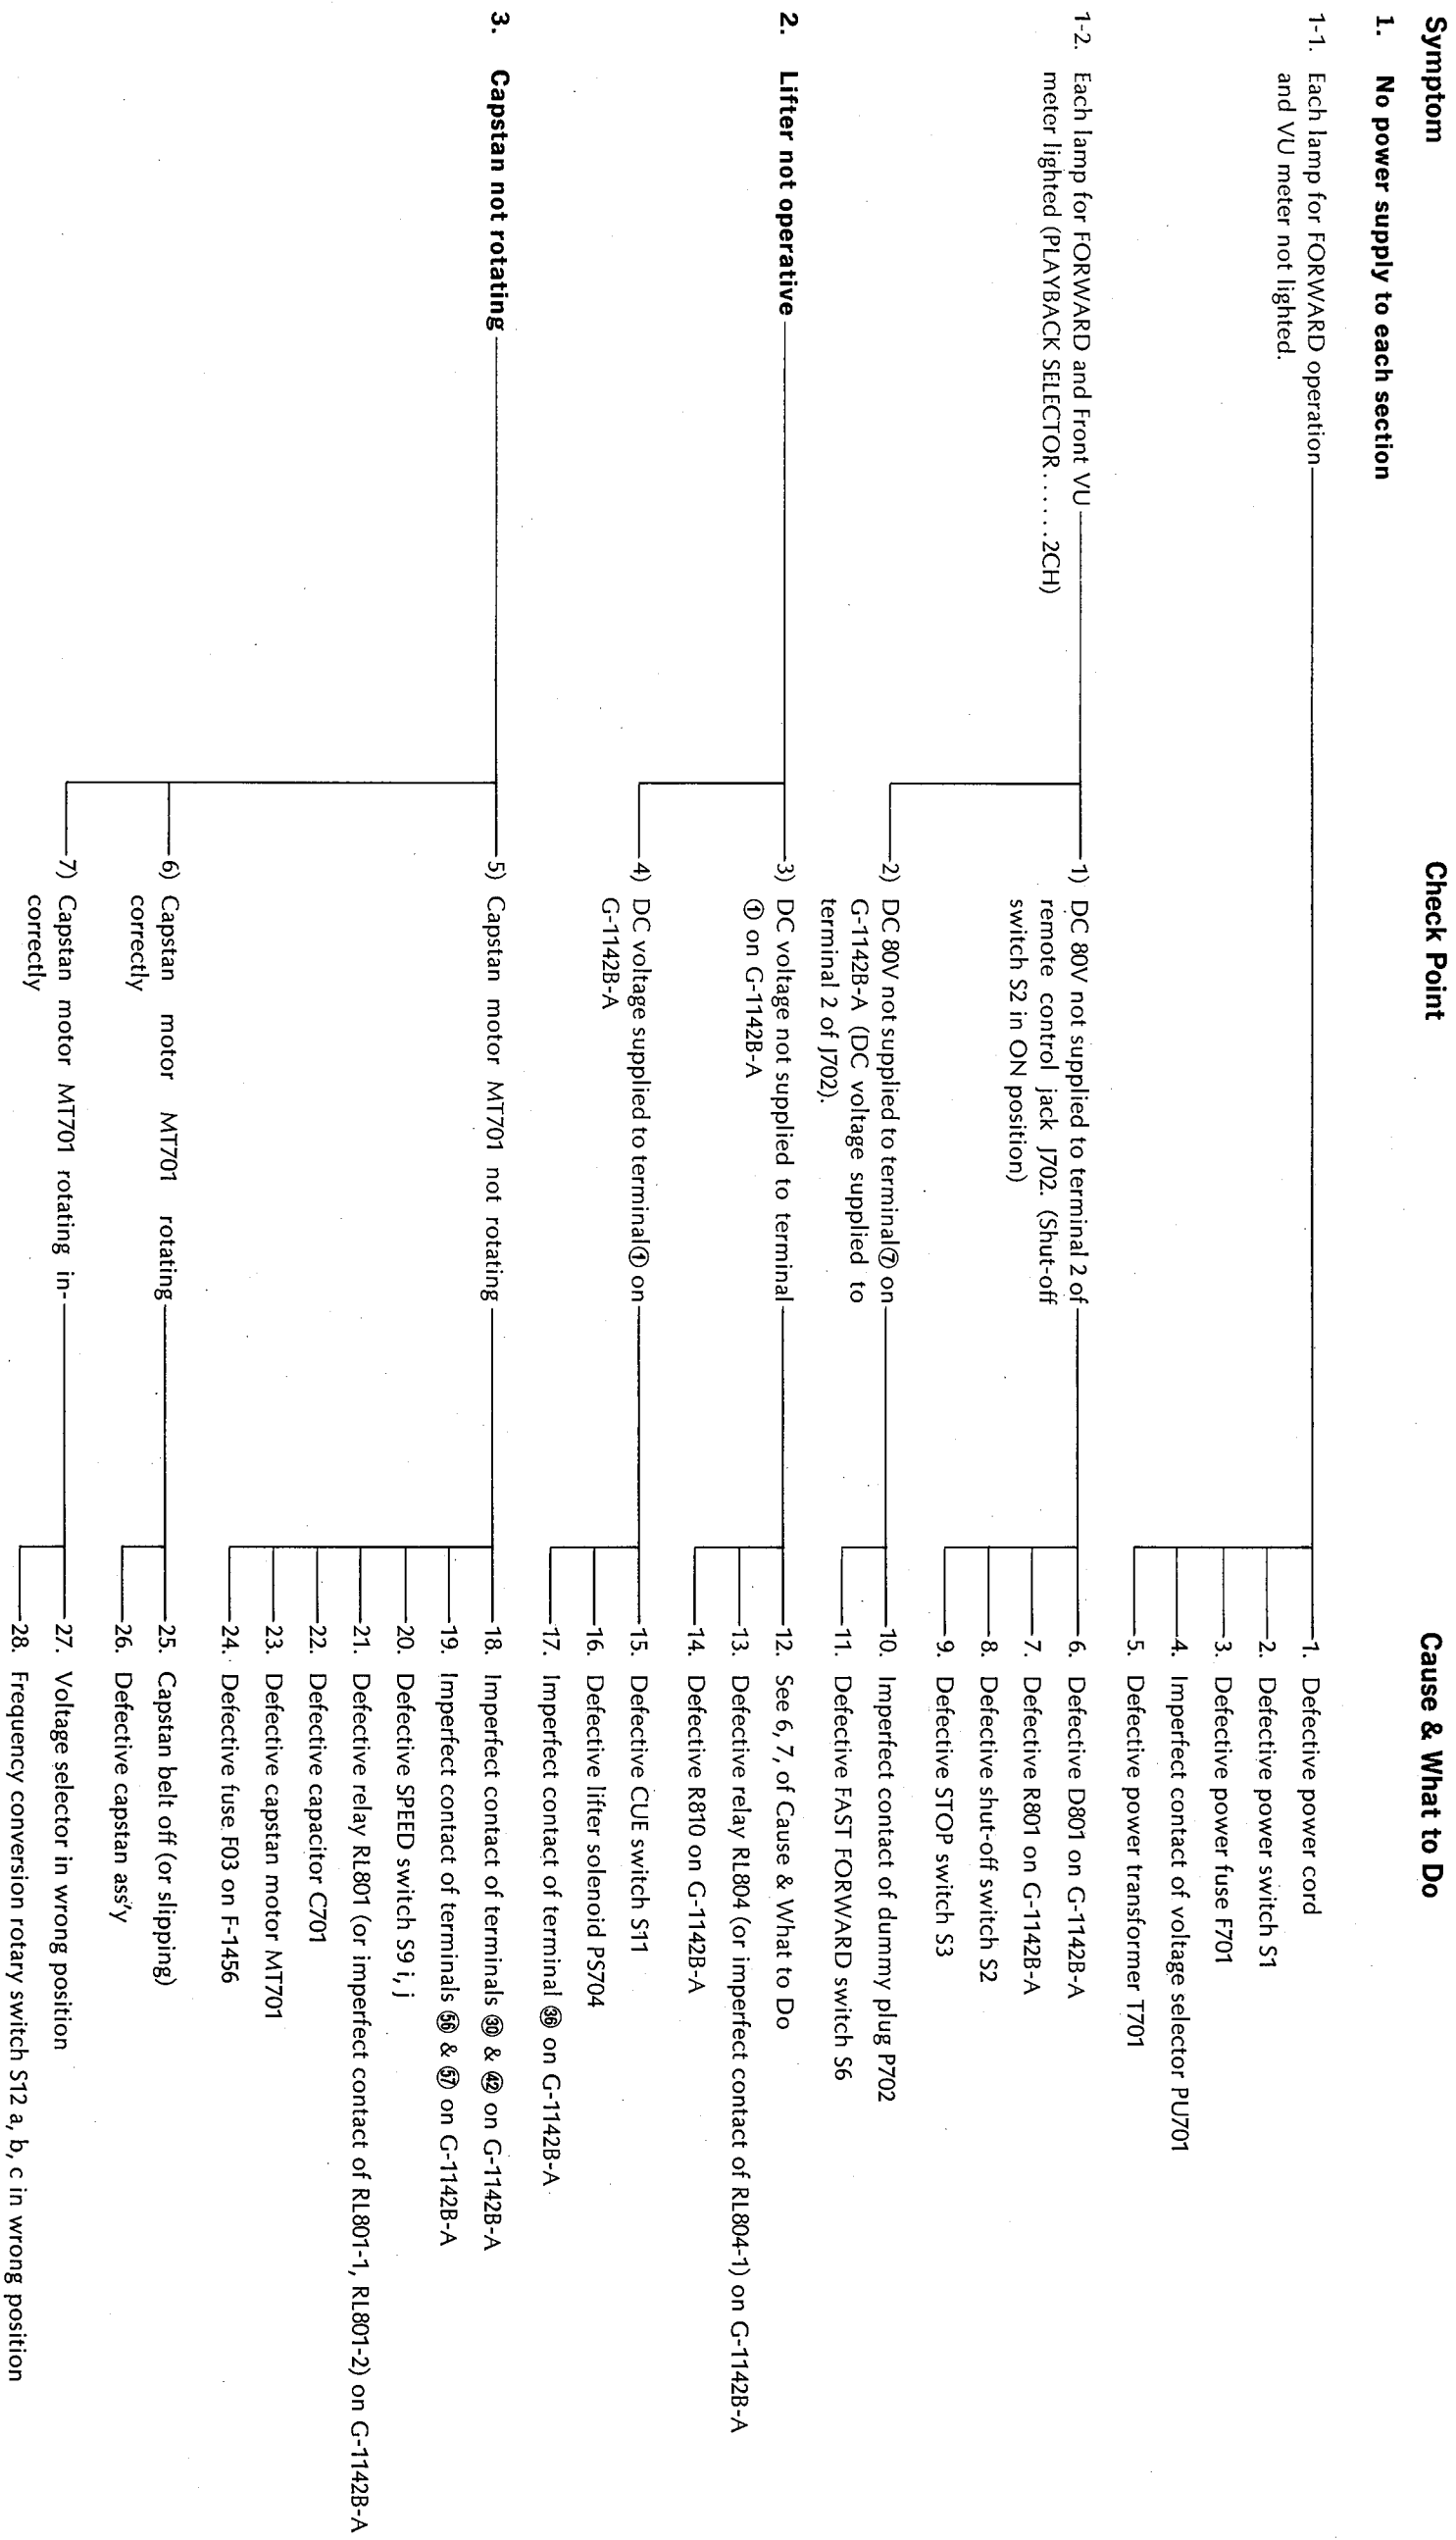 Symptom
Check Point
Cause & What to Do
1. No power supply to each section
1-1. Each lamp for FORWARD operation
and VU meter not lighted.
1. Defective power cord
2. Defective power switch S1
3. Defective power fuse F701
4. Imperfect contact of voltage selector PU701
5. Defective power transformer T701
1-2. Each lamp for FORWARD and Front VU
meter lighted (PLAYBACK SELECTOR......2CH)
1) DC 80V not supplied to terminal 2 of
remote control jack J702. (Shut-off
switch S2 in ON position)
6. Defective D801 on G-1142B-A
7. Defective R801 on G-1142B-A
8. Defective shut-off switch S2
9. Defective STOP switch S3
2) DC 80V not supplied to terminal⑦ on
G-1142B-A (DC voltage supplied to
terminal 2 of J702).
10. Imperfect contact of dummy plug P702
11. Defective FAST FORWARD switch S6
2. Lifter not operative
3) DC voltage not supplied to terminal
① on G-1142B-A
12. See 6, 7, of Cause & What to Do
13. Defective relay RL804 (or imperfect contact of RL804-1) on G-1142B-A
14. Defective R810 on G-1142B-A
4) DC voltage supplied to terminal① on
G-1142B-A
15. Defective CUE switch S11
16. Defective lifter solenoid PS704
17. Imperfect contact of terminal ㊱ on G-1142B-A
3. Capstan not rotating
5) Capstan motor MT701 not rotating
18. Imperfect contact of terminals ㉚ & ㊷ on G-1142B-A
19. Imperfect contact of terminals 56 & 57 on G-1142B-A
20. Defective SPEED switch S9 i, j
21. Defective relay RL801 (or imperfect contact of RL801-1, RL801-2) on G-1142B-A
22. Defective capacitor C701
23. Defective capstan motor MT701
24. Defective fuse F03 on F-1456
6) Capstan motor MT701 rotating
correctly
25. Capstan belt off (or slipping)
26. Defective capstan ass'y
7) Capstan motor MT701 rotating in-
correctly
27. Voltage selector in wrong position
28. Frequency conversion rotary switch S12 a, b, c in wrong position